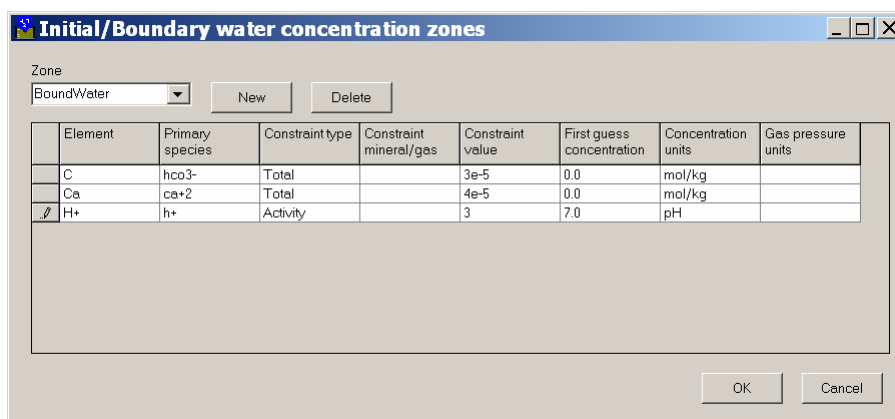 Initial/Boundary water concentration zones
Zone
BoundWater New Delete
Element Primary species Constraint type Constraint mineral/gas Constraint value First guess concentration Concentration units Gas pressure units
C hco3- Total 3e-5 0.0 mol/kg
Ca ca+2 Total 4e-5 0.0 mol/kg
H+ h+ Activity 3 7.0 pH
OK Cancel